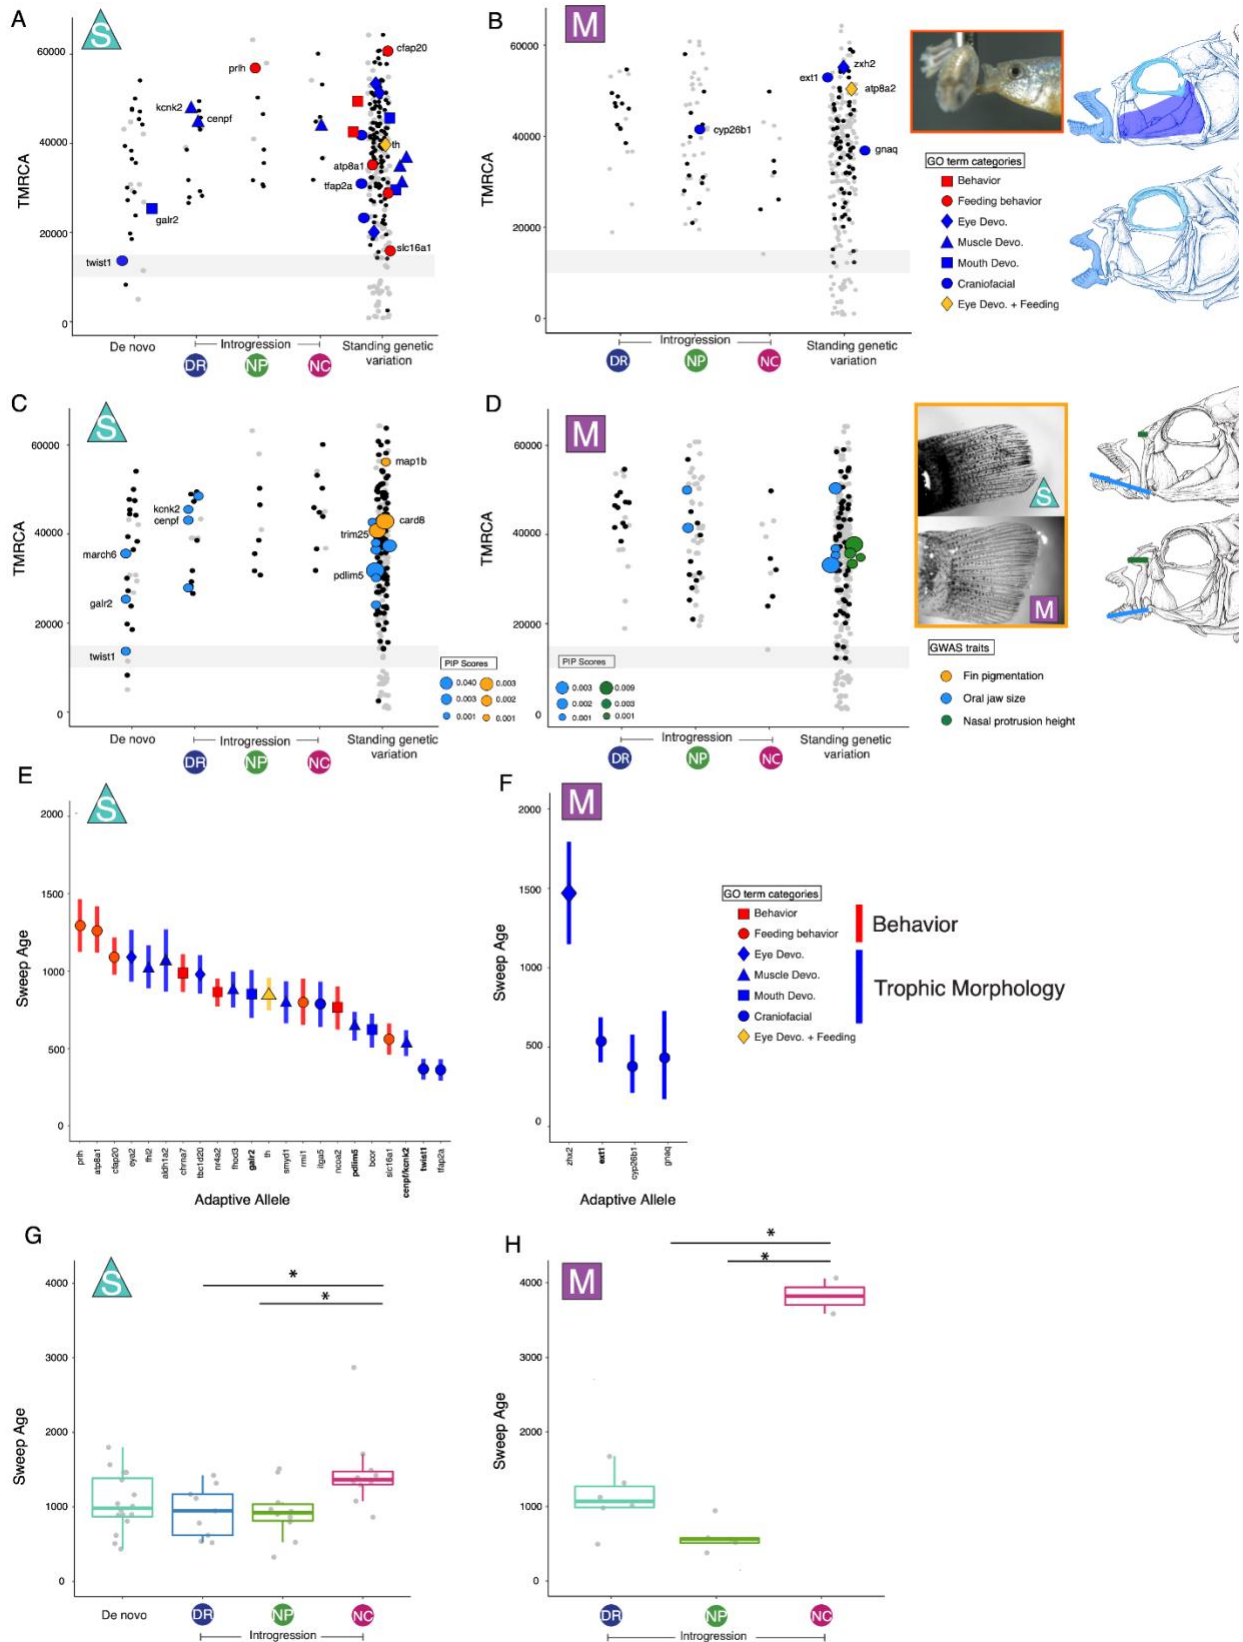 A
S
TMRCA
60000
40000
20000
0
cfap20
prlh
kcnk2
cenpf
th
atp8a1
tfap2a
galr2
slc16a1
twist1
De novo
Introgression
Standing genetic
variation
DR
NP
NC
B
M
TMRCA
60000
40000
20000
0
zxh2
ext1
atp8a2
cyp26b1
gnaq
Introgression
Standing genetic
variation
DR
NP
NC
GO term categories
Behavior
Feeding behavior
Eye Devo.
Muscle Devo.
Mouth Devo.
Craniofacial
Eye Devo. + Feeding
C
S
TMRCA
60000
40000
20000
0
map1b
kcnk2
cenpf
card8
trim25
march6
pdlim5
galr2
twist1
PIP Scores
0.040 0.003
0.003 0.002
0.001 0.001
De novo
Introgression
Standing genetic
variation
DR
NP
NC
D
M
TMRCA
60000
40000
20000
0
PIP Scores
0.003 0.009
0.002 0.003
0.001 0.001
Introgression
Standing genetic
variation
DR
NP
NC
S
M
GWAS traits
Fin pigmentation
Oral jaw size
Nasal protrusion height
E
S
Sweep Age
2000
1500
1000
500
0
prlh
atp8a1
cfap20
eya2
fhl2
aldh1a2
chrna7
tbc1d20
nr4a2
fhod3
galr2
th
smyd1
rmi1
itga5
ncoa2
pdlim5
bcor
slc16a1
cenpf/kcnk2
twist1
tfap2a
Adaptive Allele
F
M
Sweep Age
2000
1500
1000
500
0
zhx2
ext1
cyp26b1
gnaq
Adaptive Allele
GO term categories
Behavior
Feeding behavior
Eye Devo.
Muscle Devo.
Mouth Devo.
Craniofacial
Eye Devo. + Feeding
Behavior
Trophic Morphology
G
S
Sweep Age
4000
3000
2000
1000
0
*
*
De novo
DR
NP
NC
Introgression
H
M
Sweep Age
4000
3000
2000
1000
0
*
*
DR
NP
NC
Introgression